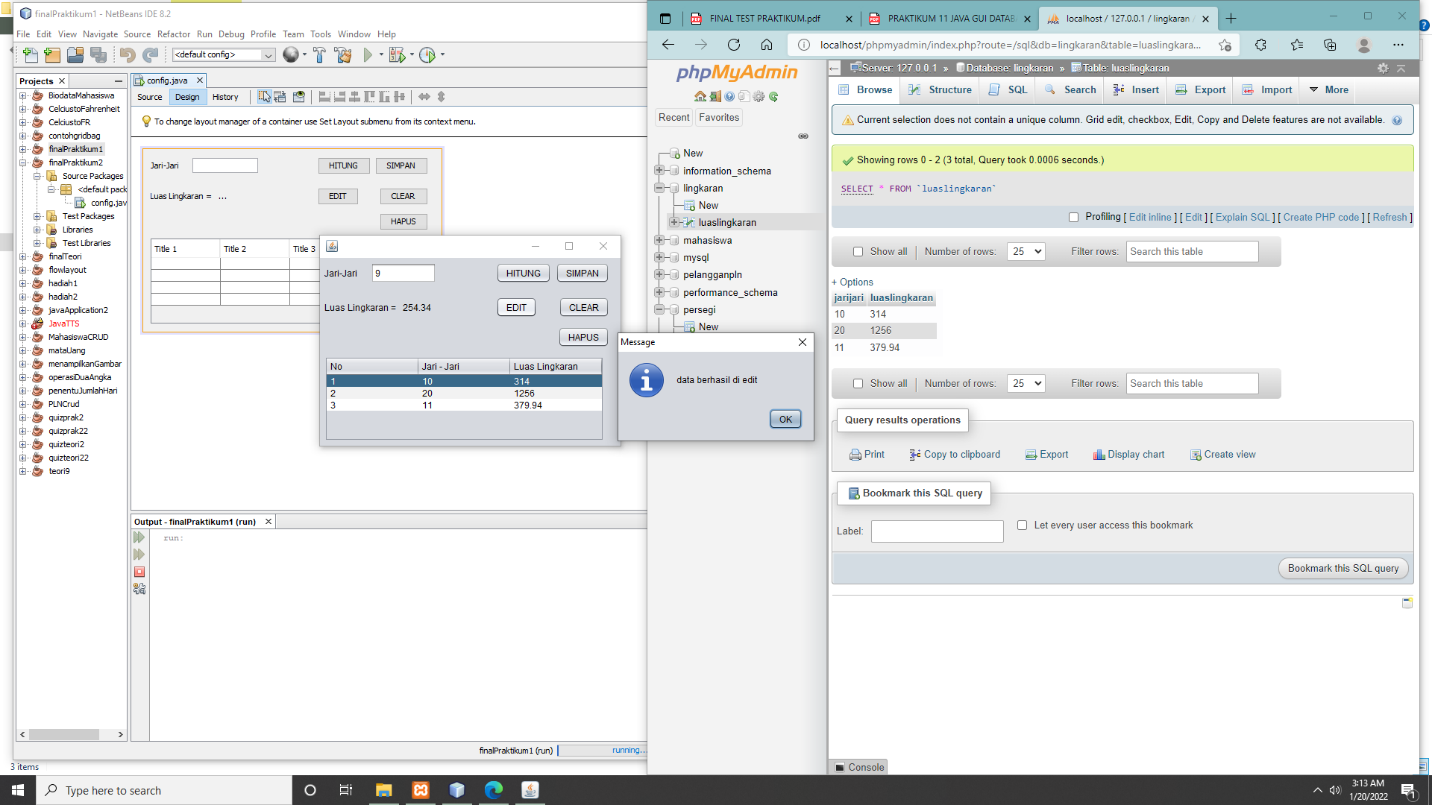 finalPraktikum1 - NetBeans IDE 8.2
File Edit View Navigate Source Refactor Run Debug Profile Team Tools Window Help
<default config>
Projects
BiodataMahasiswa
CelciustoFahrenheit
CelciustoFR
contohgridbag
finalPraktikum1
finalPraktikum2
Source Packages
<default pack
config.jav
Test Packages
Libraries
Test Libraries
finalTeori
flowlayout
hadiah1
hadiah2
javaApplication2
JavaTTS
MahasiswaCRUD
mataUang
menampilkanGambar
operasiDuaAngka
penentuJumlahHari
PLNCrud
quizprak2
quizprak22
quizteori2
quizteori22
teori9
config.java
Source Design History
To change layout manager of a container use Set Layout submenu from its context menu.
Jari-Jari HITUNG SIMPAN
Luas Lingkaran = ... EDIT CLEAR
HAPUS
Title 1 Title 2 Title 3
Jari-Jari 9 HITUNG SIMPAN
Luas Lingkaran = 254.34 EDIT CLEAR
HAPUS
No Jari - Jari Luas Lingkaran
1 10 314
2 20 1256
3 11 379.94
Message
data berhasil di edit
OK
Output - finalPraktikum1 (run)
run:
finalPraktikum1 (run) running...
3 items
FINAL TEST PRAKTIKUM.pdf
PRAKTIKUM 11 JAVA GUI DATABA
localhost / 127.0.0.1 / lingkaran /
localhost/phpmyadmin/index.php?route=/sql&db=lingkaran&table=luaslingkara...
phpMyAdmin
Recent Favorites
New
information_schema
lingkaran
New
luaslingkaran
mahasiswa
mysql
pelangganpln
performance_schema
persegi
New
Server: 127.0.0.1 » Database: lingkaran » Table: luaslingkaran
Browse Structure SQL Search Insert Export Import More
Current selection does not contain a unique column. Grid edit, checkbox, Edit, Copy and Delete features are not available.
Showing rows 0 - 2 (3 total, Query took 0.0006 seconds.)
SELECT * FROM `luaslingkaran`
Profiling [ Edit inline ] [ Edit ] [ Explain SQL ] [ Create PHP code ] [ Refresh ]
Show all Number of rows: 25 Filter rows: Search this table
+ Options
jarijari luaslingkaran
10 314
20 1256
11 379.94
Show all Number of rows: 25 Filter rows: Search this table
Query results operations
Print Copy to clipboard Export Display chart Create view
Bookmark this SQL query
Label: Let every user access this bookmark
Bookmark this SQL query
Console
Type here to search
3:13 AM
1/20/2022
1